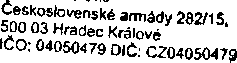 Československé armády 282/15,
500 03 Hradec Králové
IČO: 04050479 DIČ: CZ04050479